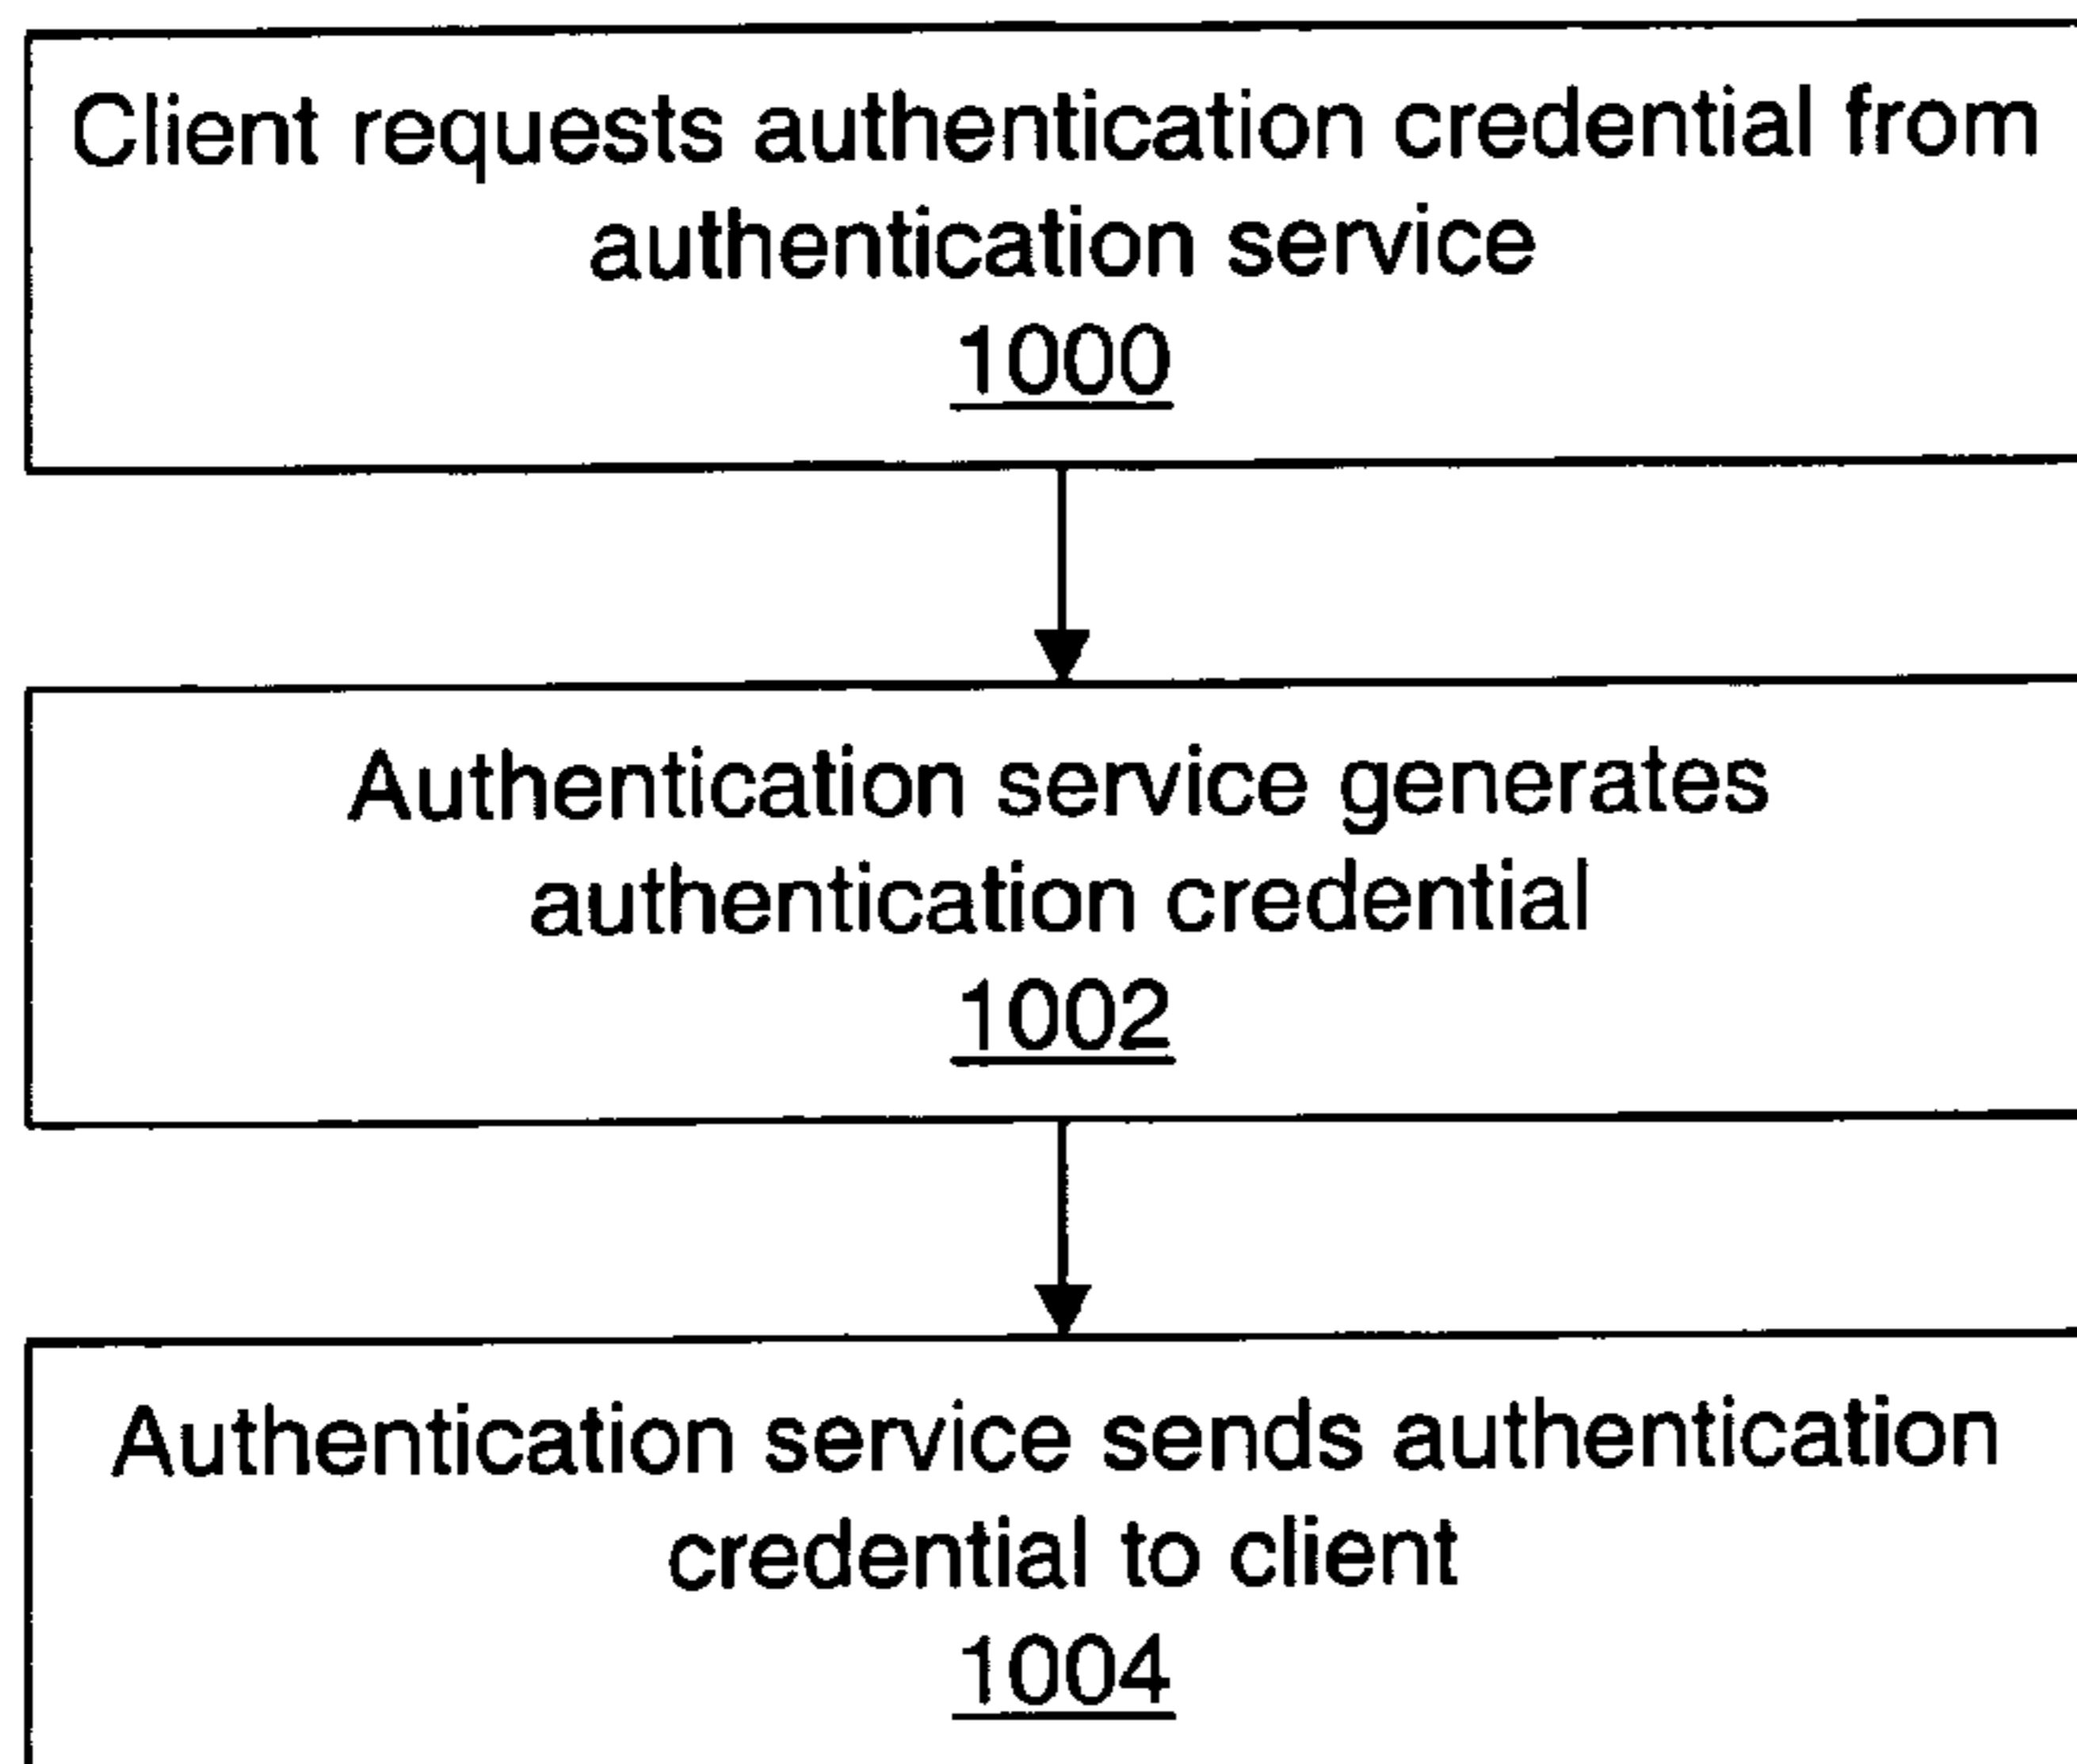 Client requests authentication credential from
authentication service
1000
Authentication service generates
authentication credential
1002
Authentication service sends authentication
credential to client
1004